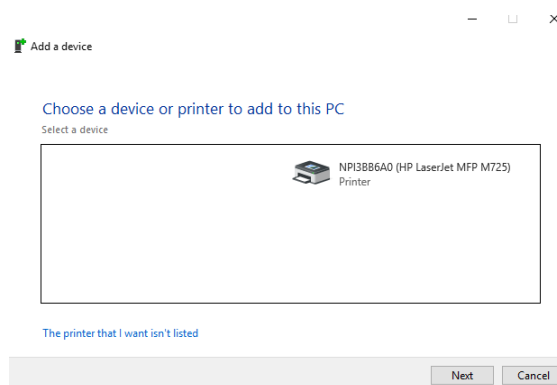 Add a device
Choose a device or printer to add to this PC
Select a device
NPI3BB6A0 (HP LaserJet MFP M725)
Printer
The printer that I want isn't listed
Next Cancel